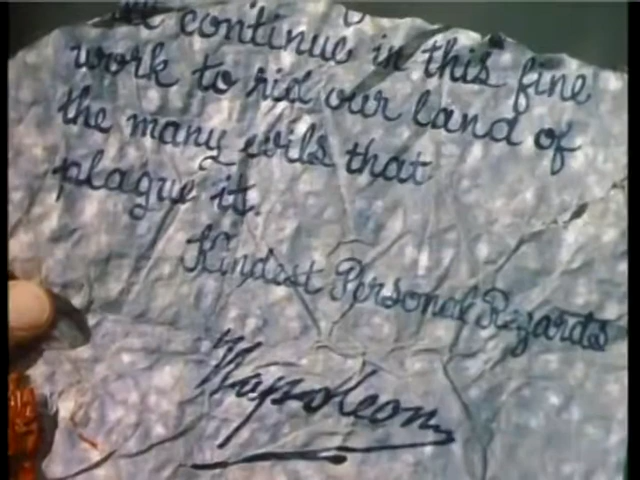 continue in this fine
work to rid our land of
the many evils that
plague it.
Kindest Personal Regards
Napoleon